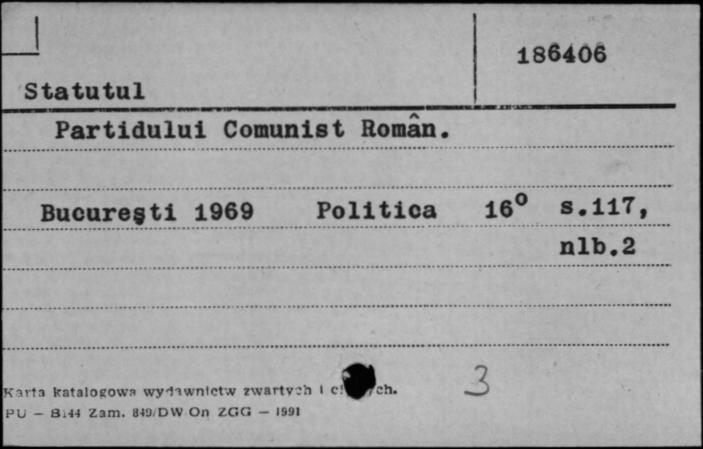 186406
Statutul
Partidului Comunist Român.
București 1969 Politica 16° s.117,
nlb.2
3
Karta katalogowa wydawnictw zwartych i
PU — B144 Zam. 849/DW On ZGG — 1991